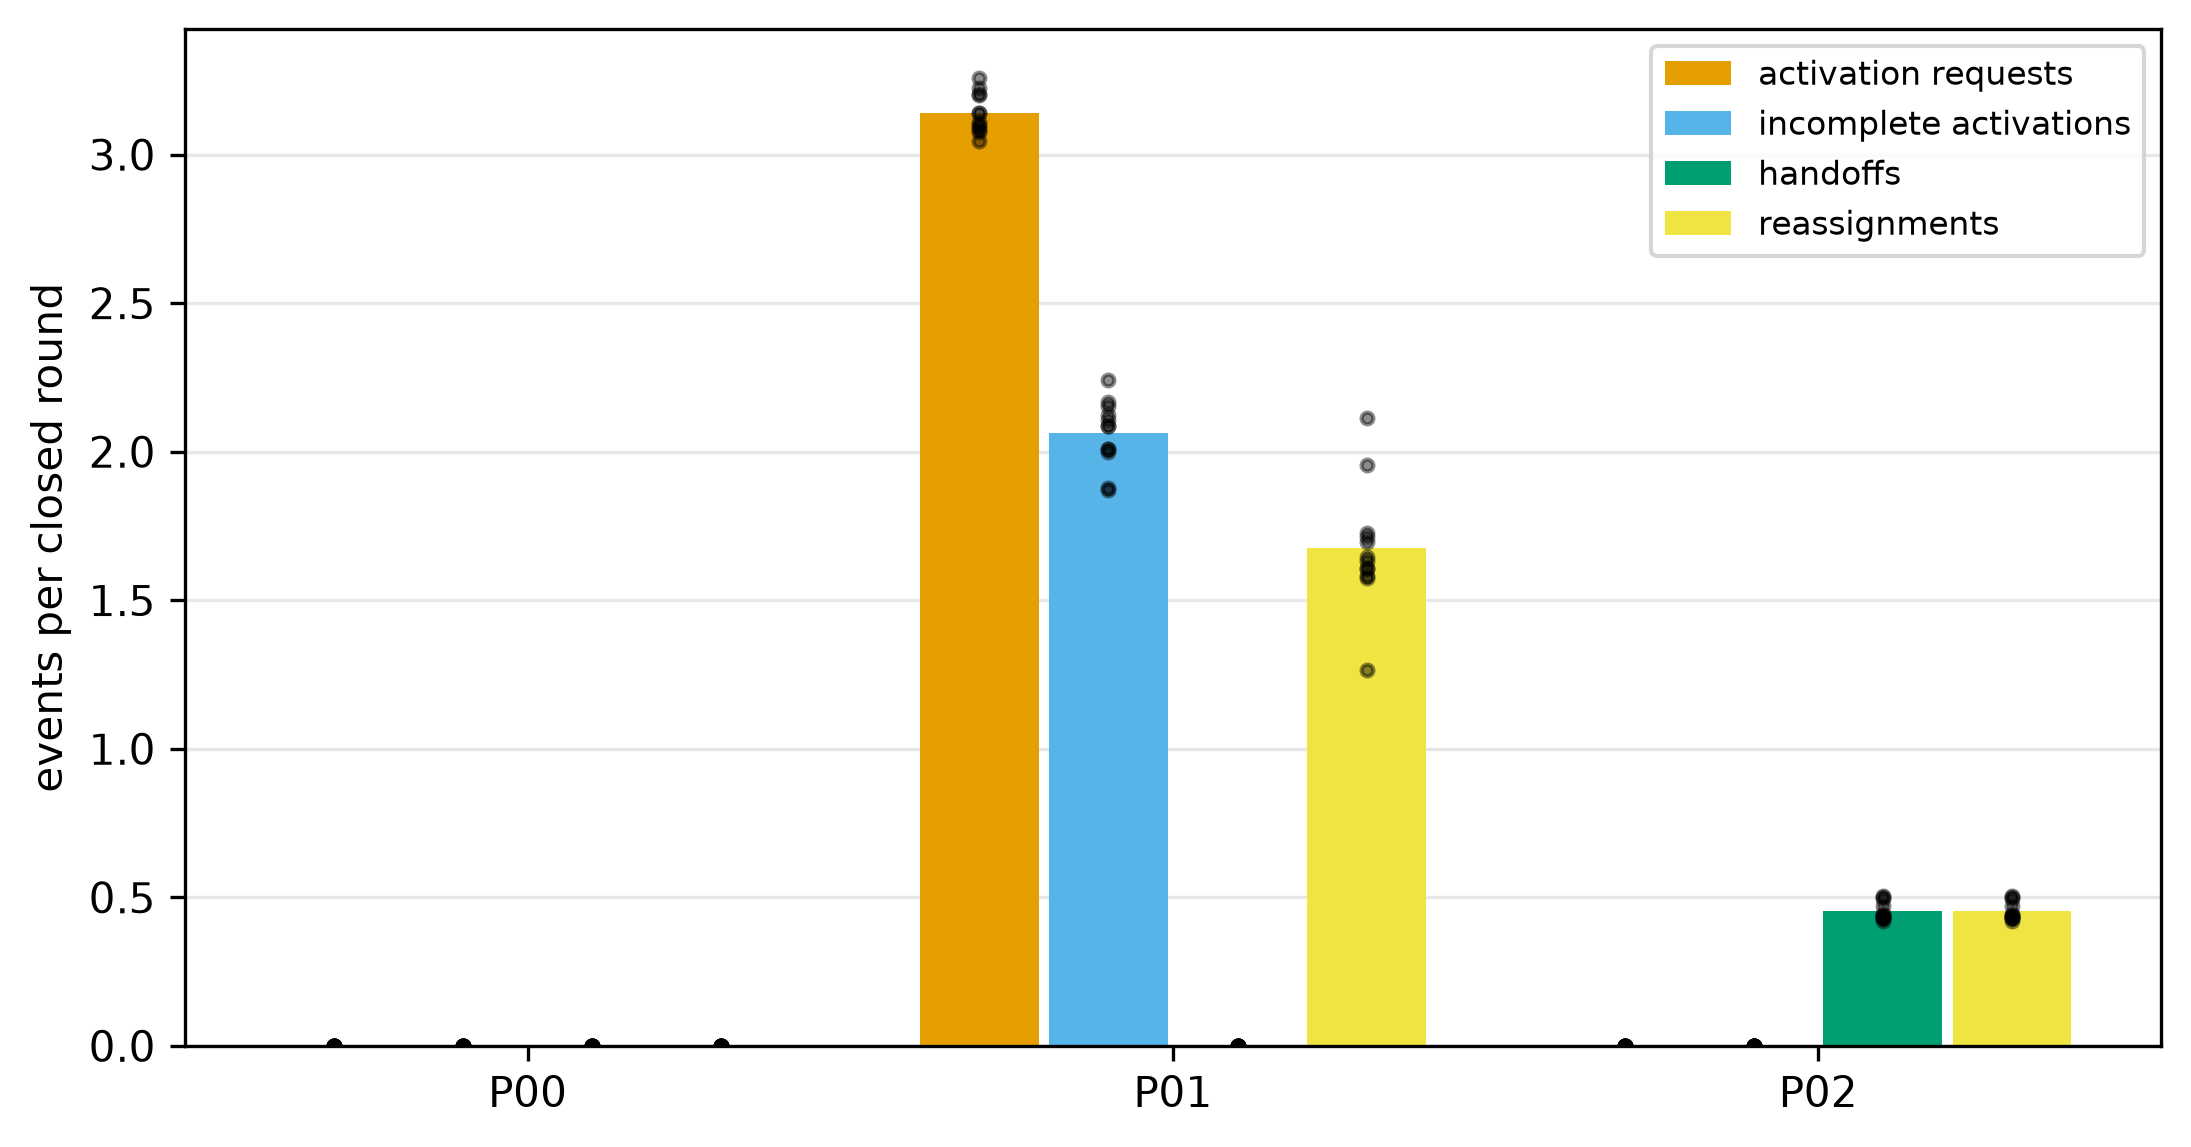 activation requests
incomplete activations
handoffs
reassignments
events per closed round
3.0
2.5
2.0
1.5
1.0
0.5
0.0
P00
P01
P02